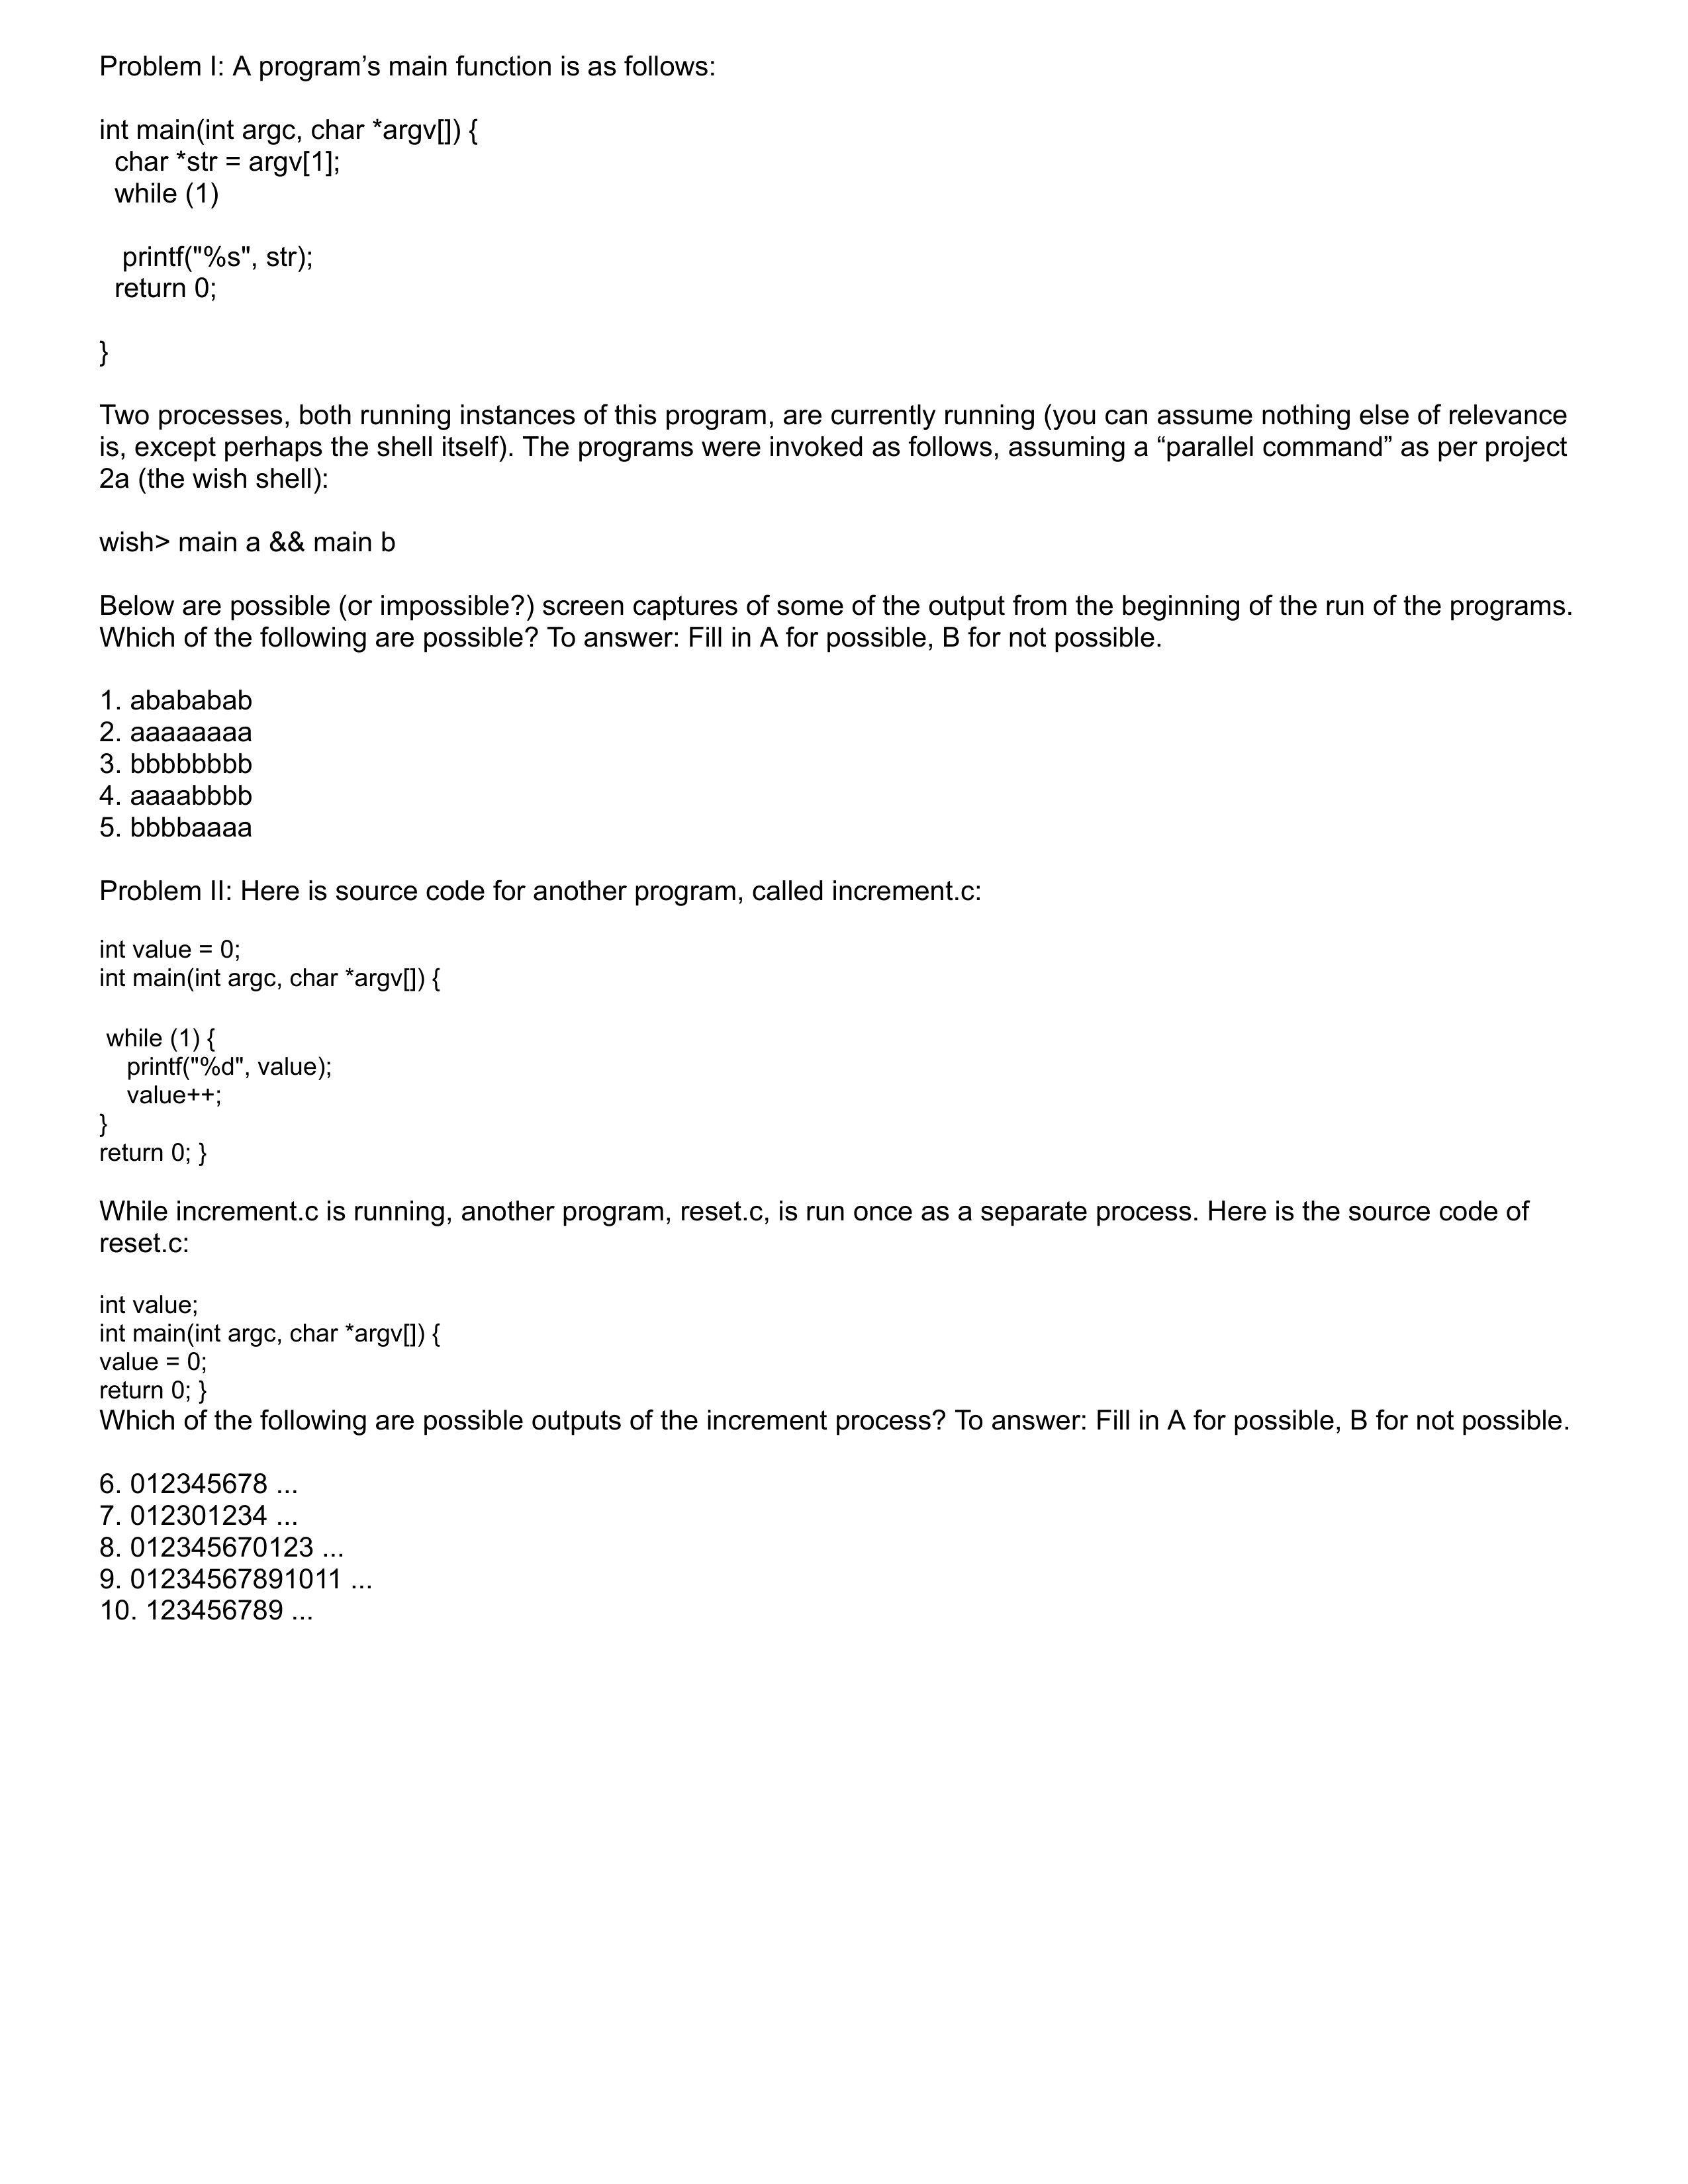 Problem I: A program’s main function is as follows:
int main(int argc, char *argv[]) {
char *str = argv[1];
while (1)
printf("%s", str);
return 0;
}
Two processes, both running instances of this program, are currently running (you can assume nothing else of relevance
is, except perhaps the shell itself). The programs were invoked as follows, assuming a “parallel command” as per project
2a (the wish shell):
wish> main a && main b
Below are possible (or impossible?) screen captures of some of the output from the beginning of the run of the programs.
Which of the following are possible? To answer: Fill in A for possible, B for not possible.
1. abababab
2. aaaaaaaa
3. bbbbbbbb
4. aaaabbbb
5. bbbbaaaa
Problem II: Here is source code for another program, called increment.c:
int value = 0;
int main(int argc, char *argv[]) {
while (1) {
printf("%d", value);
value++;
}
return 0; }
While increment.c is running, another program, reset.c, is run once as a separate process. Here is the source code of
reset.c:
int value;
int main(int argc, char *argv[]) {
value = 0;
return 0; }
Which of the following are possible outputs of the increment process? To answer: Fill in A for possible, B for not possible.
6. 012345678 ...
7. 012301234 ...
8. 012345670123 ...
9. 01234567891011 ...
10. 123456789 ...